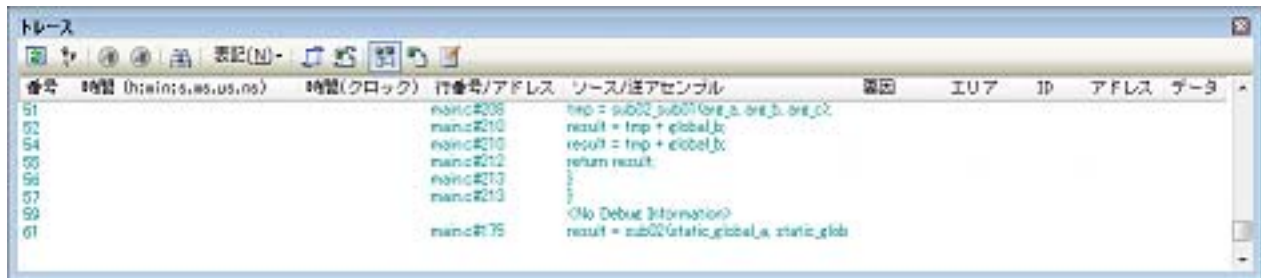 トレース
表記(N)-
番号 時間 (h:min:s.ms.us.ns) 時間(クロック) 行番号/アドレス ソース/逆アセンブル 要因 エリア ID アドレス データ
51 main.c#208 tmp = sub02_sub01(arg_a, arg_b, arg_c);
52 main.c#210 result = tmp + global_b;
54 main.c#210 result = tmp + global_b;
55 main.c#212 return result;
56 main.c#213 }
57 main.c#213 }
59 <No Debug Information>
61 main.c#175 result = sub02(static_global_a, static_glob